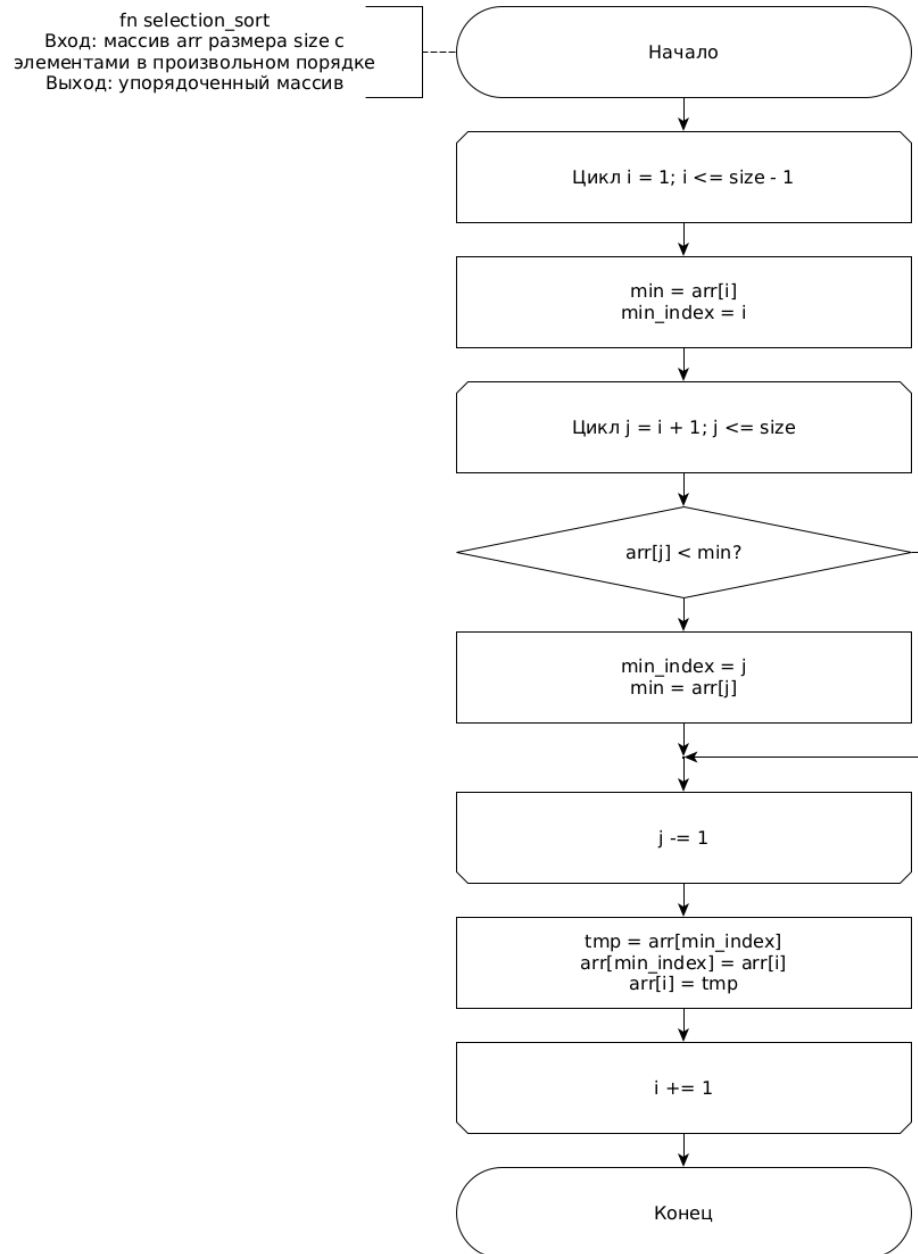 fn selection_sort
Вход: массив arr размера size с
элементами в произвольном порядке
Выход: упорядоченный массив
Начало
Цикл i = 1; i <= size - 1
min = arr[i]
min_index = i
Цикл j = i + 1; j <= size
arr[j] < min?
min_index = j
min = arr[j]
j -= 1
tmp = arr[min_index]
arr[min_index] = arr[i]
arr[i] = tmp
i += 1
Конец